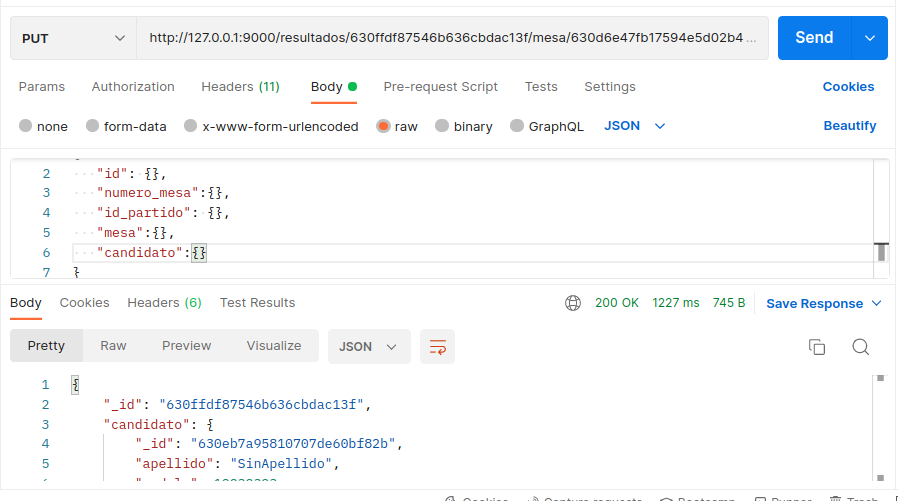 PUT http://127.0.0.1:9000/resultados/630ffdf87546b636cbdac13f/mesa/630d6e47fb17594e5d02b4 ... Send
Params Authorization Headers (11) Body Pre-request Script Tests Settings Cookies
none form-data x-www-form-urlencoded raw binary GraphQL JSON Beautify
2 "id": {},
3 "numero_mesa":{},
4 "id_partido": {},
5 "mesa":{},
6 "candidato":{}
7 }
Body Cookies Headers (6) Test Results 200 OK 1227 ms 745 B Save Response
Pretty Raw Preview Visualize JSON
1 {
2 "_id": "630ffdf87546b636cbdac13f",
3 "candidato": {
4 "_id": "630eb7a95810707de60bf82b",
5 "apellido": "SinApellido",
Cookies Capture requests Bootcamp Runner Trash